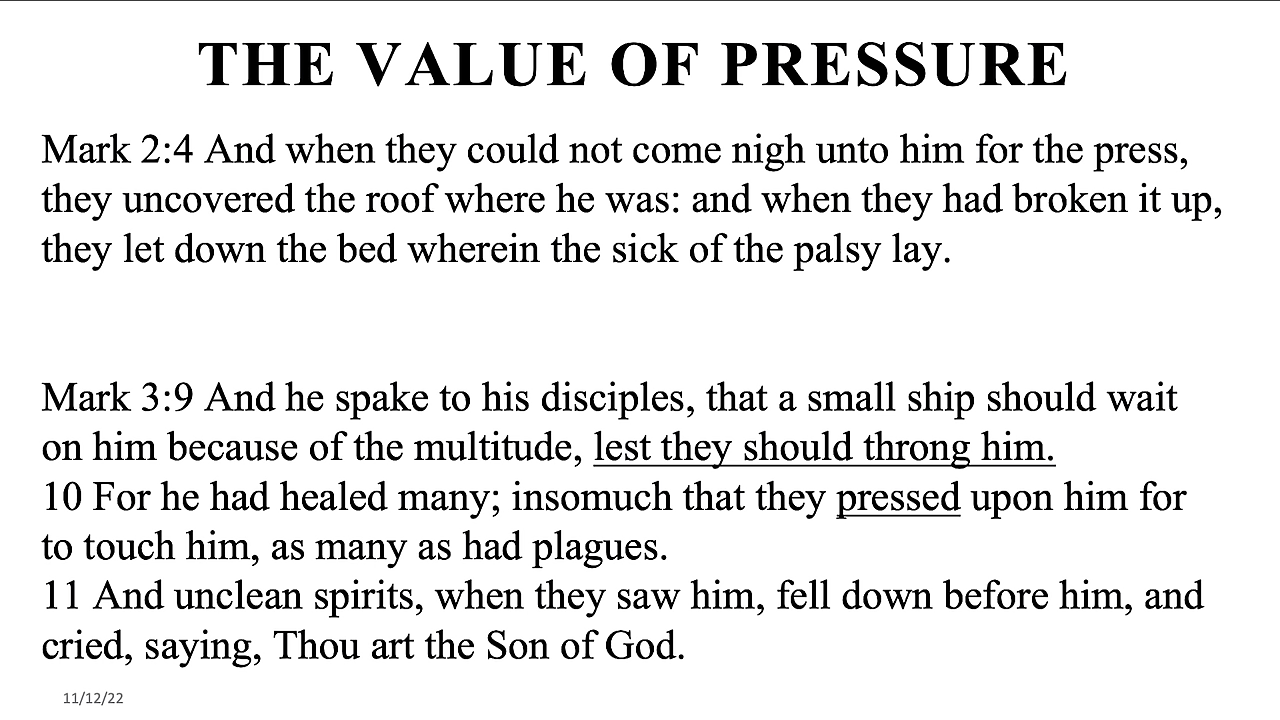 THE VALUE OF PRESSURE
Mark 2:4 And when they could not come nigh unto him for the press,
they uncovered the roof where he was: and when they had broken it up,
they let down the bed wherein the sick of the palsy lay.
Mark 3:9 And he spake to his disciples, that a small ship should wait
on him because of the multitude, lest they should throng him.
10 For he had healed many; insomuch that they pressed upon him for
to touch him, as many as had plagues.
11 And unclean spirits, when they saw him, fell down before him, and
cried, saying, Thou art the Son of God.
11/12/22